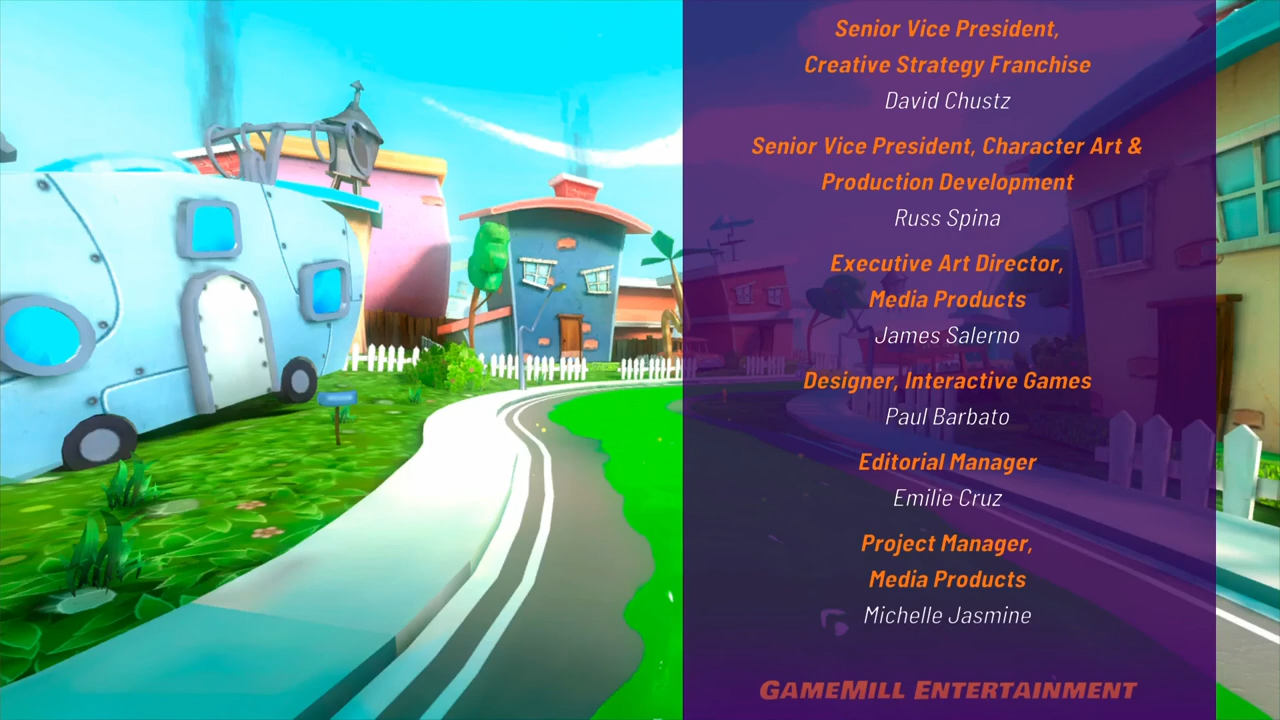 Senior Vice President,
Creative Strategy Franchise
David Chustz
Senior Vice President, Character Art &
Production Development
Russ Spina
Executive Art Director,
Media Products
James Salerno
Designer, Interactive Games
Paul Barbato
Editorial Manager
Emilie Cruz
Project Manager,
Media Products
Michelle Jasmine
GAMEMILL ENTERTAINMENT